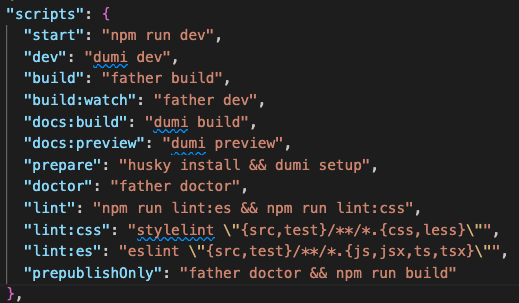 "scripts": {
"start": "npm run dev",
"dev": "dumi dev",
"build": "father build",
"build:watch": "father dev",
"docs:build": "dumi build",
"docs:preview": "dumi preview",
"prepare": "husky install && dumi setup",
"doctor": "father doctor",
"lint": "npm run lint:es && npm run lint:css",
"lint:css": "stylelint \"{src,test}/**/*.{css,less}\"",
"lint:es": "eslint \"{src,test}/**/*.{js,jsx,ts,tsx}\"",
"prepublishOnly": "father doctor && npm run build"
},